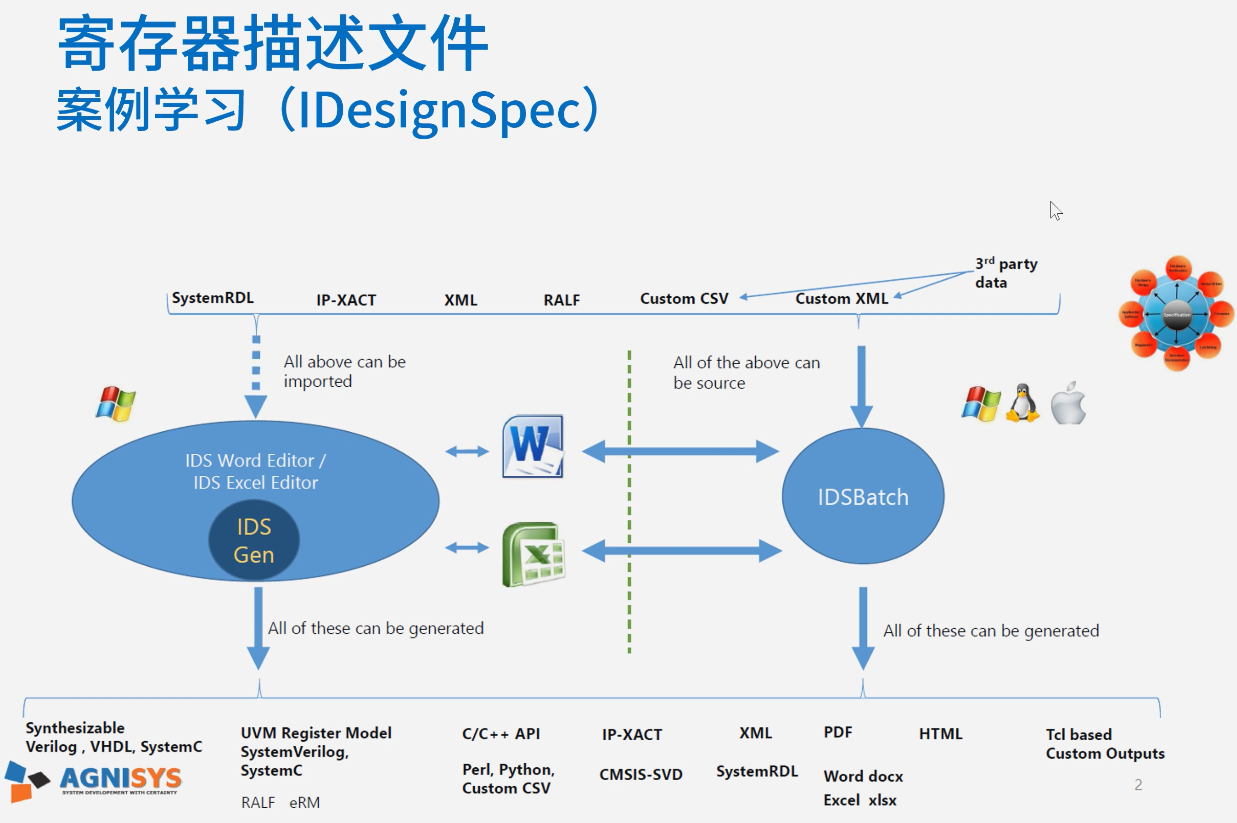 寄存器描述文件
案例学习（IDesignSpec）
3rd party
data
SystemRDL
IP-XACT
XML
RALF
Custom CSV
Custom XML
Specification
All above can be
imported
All of the above can
be source
IDS Word Editor /
IDS Excel Editor
IDS
Gen
IDSBatch
All of these can be generated
All of these can be generated
Synthesizable
Verilog , VHDL, SystemC
UVM Register Model
SystemVerilog,
SystemC
RALF eRM
C/C++ API
Perl, Python,
Custom CSV
IP-XACT
CMSIS-SVD
XML
SystemRDL
PDF
Word docx
Excel xlsx
HTML
Tcl based
Custom Outputs
AGNISYS
SYSTEM DEVELOPEMENT WITH CERTAINTY
2